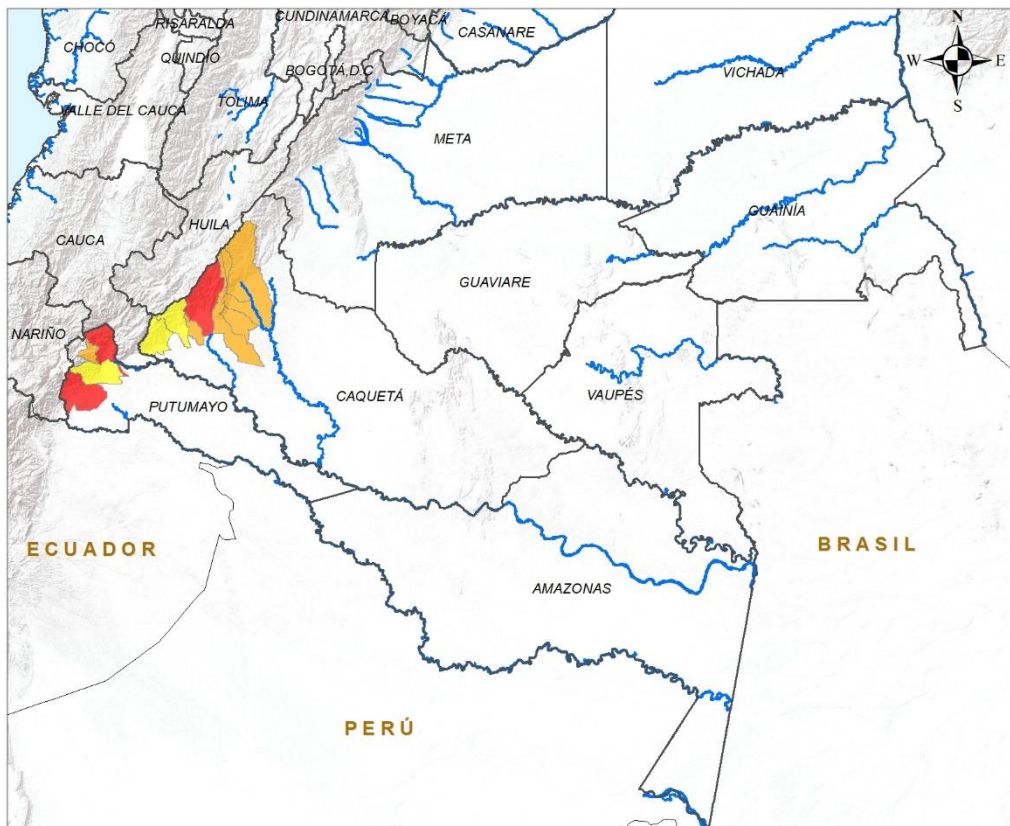 CUNDINAMARCA
BOYACÁ
RISARALDA
CASANARE
N
CHOCÓ
QUINDÍO
W
E
BOGOTÁ, D.C
VICHADA
S
TOLIMA
VALLE DEL CAUCA
META
GUAINÍA
HUILA
CAUCA
GUAVIARE
NARIÑO
CAQUETÁ
VAUPÉS
PUTUMAYO
ECUADOR
BRASIL
AMAZONAS
PERÚ